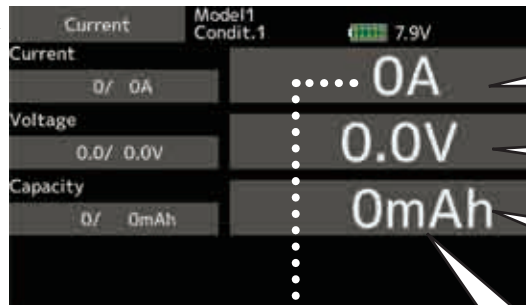 Current
Model1
Condit.1
7.9V
Current
0/ 0A
0A
Voltage
0.0/ 0.0V
0.0V
Capacity
0/ 0mAh
0mAh